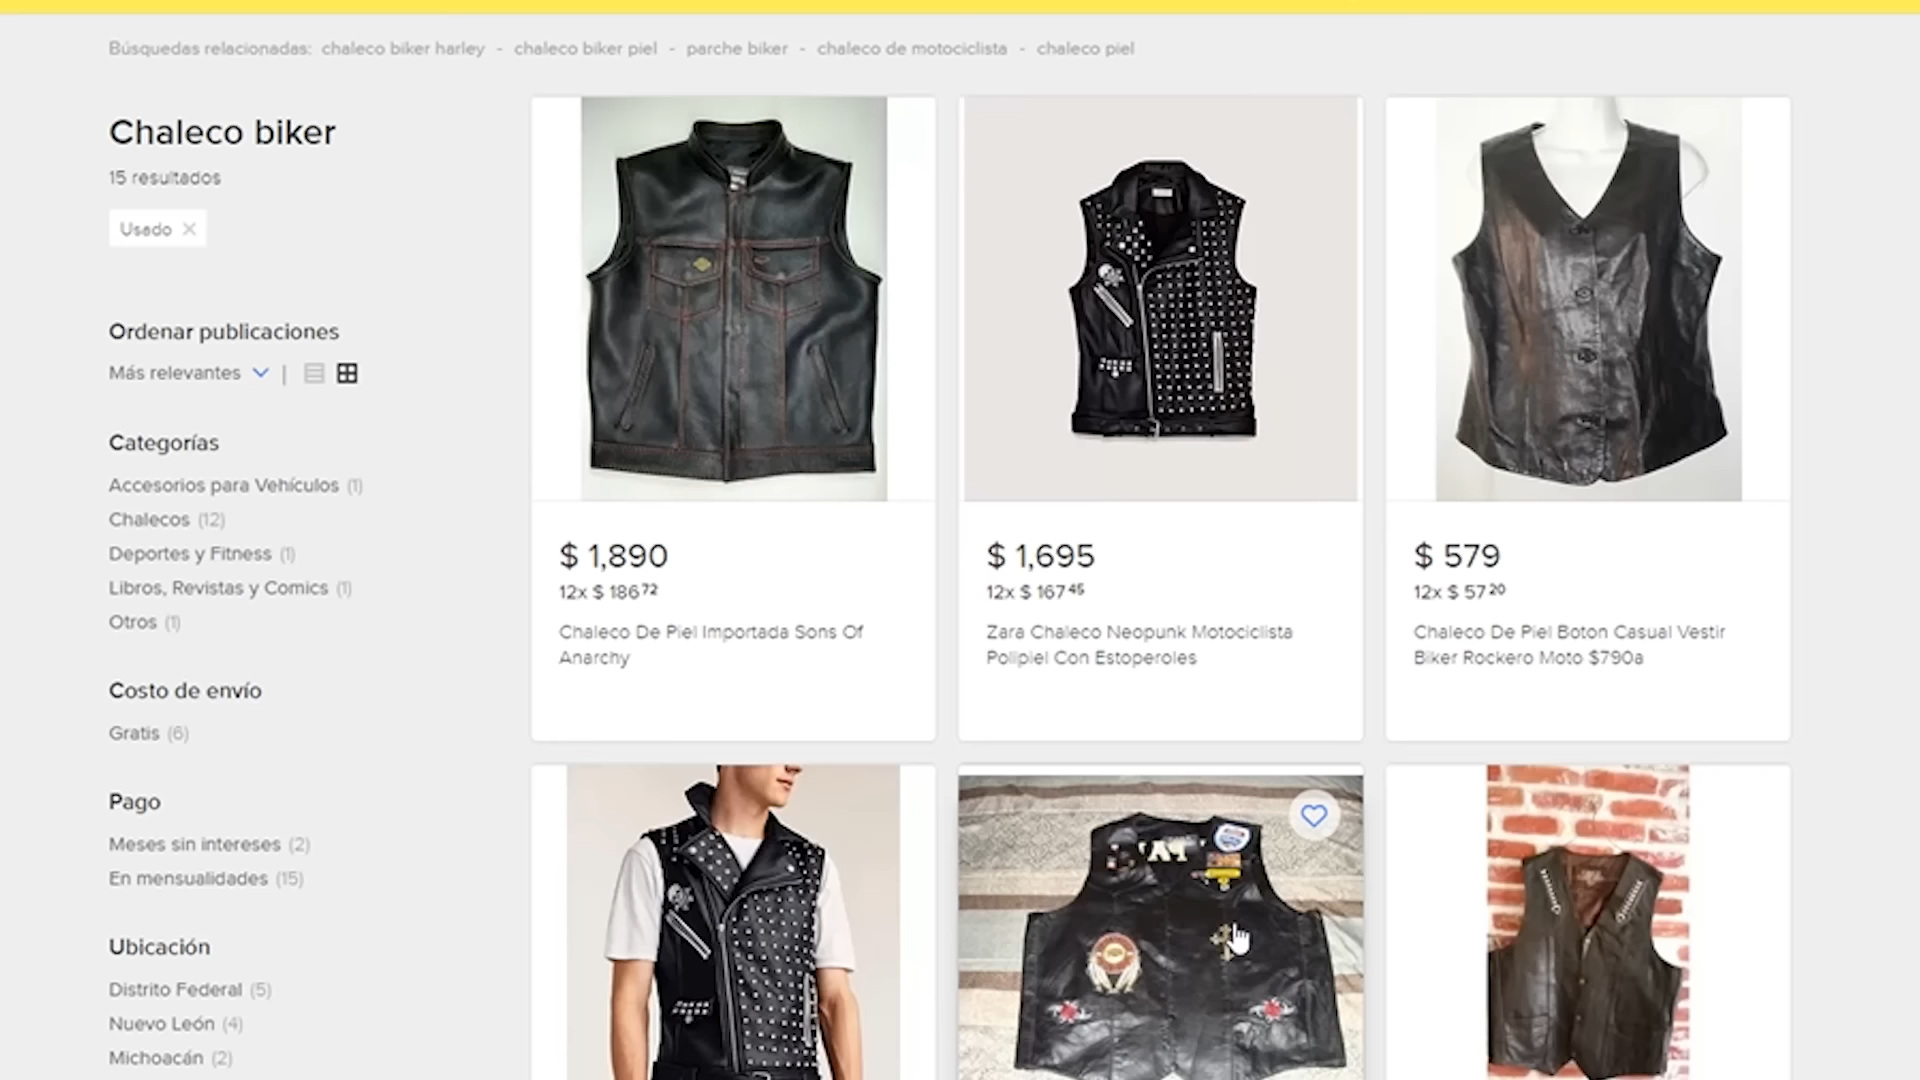 Búsquedas relacionadas: chaleco biker harley - chaleco biker piel - parche biker - chaleco de motociclista - chaleco piel
Chaleco biker
15 resultados
Usado
Ordenar publicaciones
Más relevantes
Categorías
Accesorios para Vehículos (1)
Chalecos (12)
Deportes y Fitness (1)
Libros, Revistas y Comics (1)
Otros (1)
Costo de envío
Gratis (6)
Pago
Meses sin intereses (2)
En mensualidades (15)
Ubicación
Distrito Federal (5)
Nuevo León (4)
Michoacán (2)
$ 1,890
12x $ 186 72
Chaleco De Piel Importada Sons Of
Anarchy
$ 1,695
12x $ 167 45
Zara Chaleco Neopunk Motociclista
Polipiel Con Estoperoles
$ 579
12x $ 57 20
Chaleco De Piel Boton Casual Vestir
Biker Rockero Moto $790a